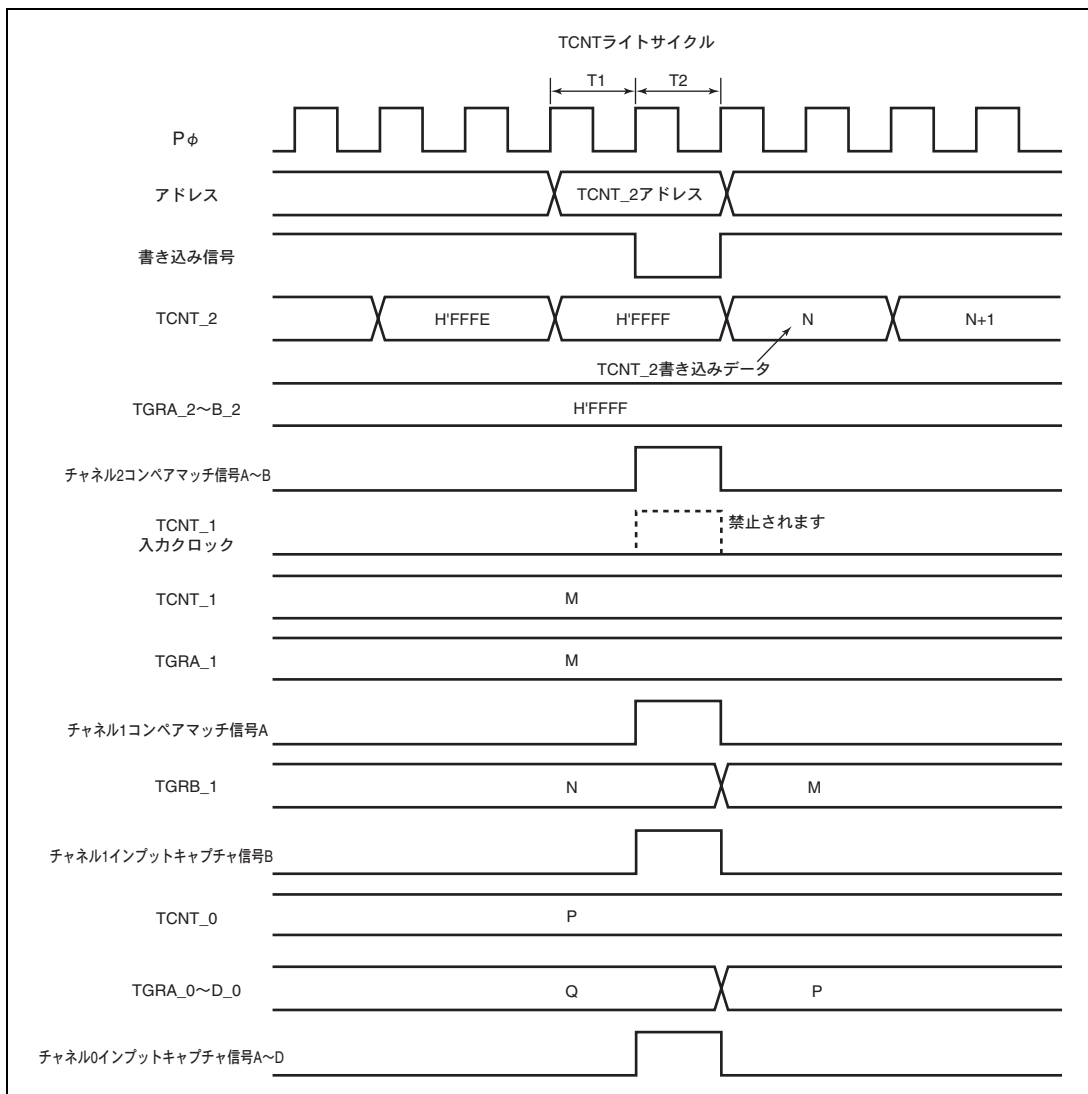 TCNTライトサイクル
T1 T2
Pφ
アドレス TCNT_2アドレス
書き込み信号
TCNT_2 H'FFFE H'FFFF N N+1
TCNT_2書き込みデータ
TGRA_2〜B_2 H'FFFF
チャネル2コンペアマッチ信号A〜B
TCNT_1
入力クロック 禁止されます
TCNT_1 M
TGRA_1 M
チャネル1コンペアマッチ信号A
TGRB_1 N M
チャネル1インプットキャプチャ信号B
TCNT_0 P
TGRA_0〜D_0 Q P
チャネル0インプットキャプチャ信号A〜D